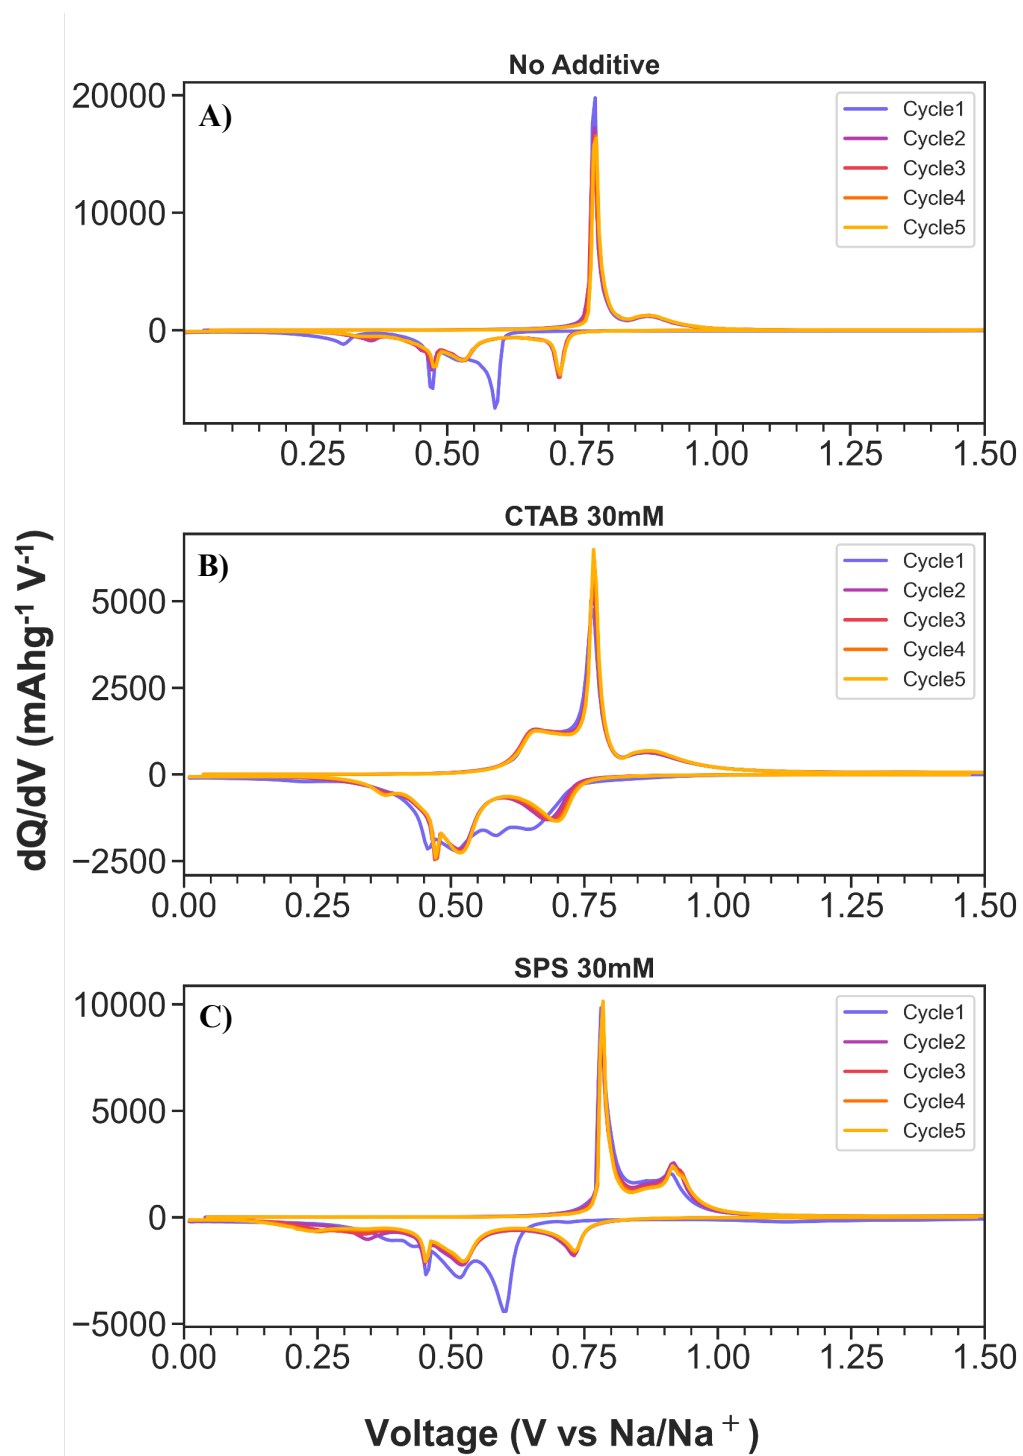 No Additive
A)
20000
10000
0
Cycle1
Cycle2
Cycle3
Cycle4
Cycle5
0.25 0.50 0.75 1.00 1.25 1.50
CTAB 30mM
B)
5000
2500
0
−2500
Cycle1
Cycle2
Cycle3
Cycle4
Cycle5
0.00 0.25 0.50 0.75 1.00 1.25 1.50
dQ/dV (mAhg⁻¹ V⁻¹)
SPS 30mM
C)
10000
5000
0
−5000
Cycle1
Cycle2
Cycle3
Cycle4
Cycle5
0.00 0.25 0.50 0.75 1.00 1.25 1.50
Voltage (V vs Na/Na⁺)